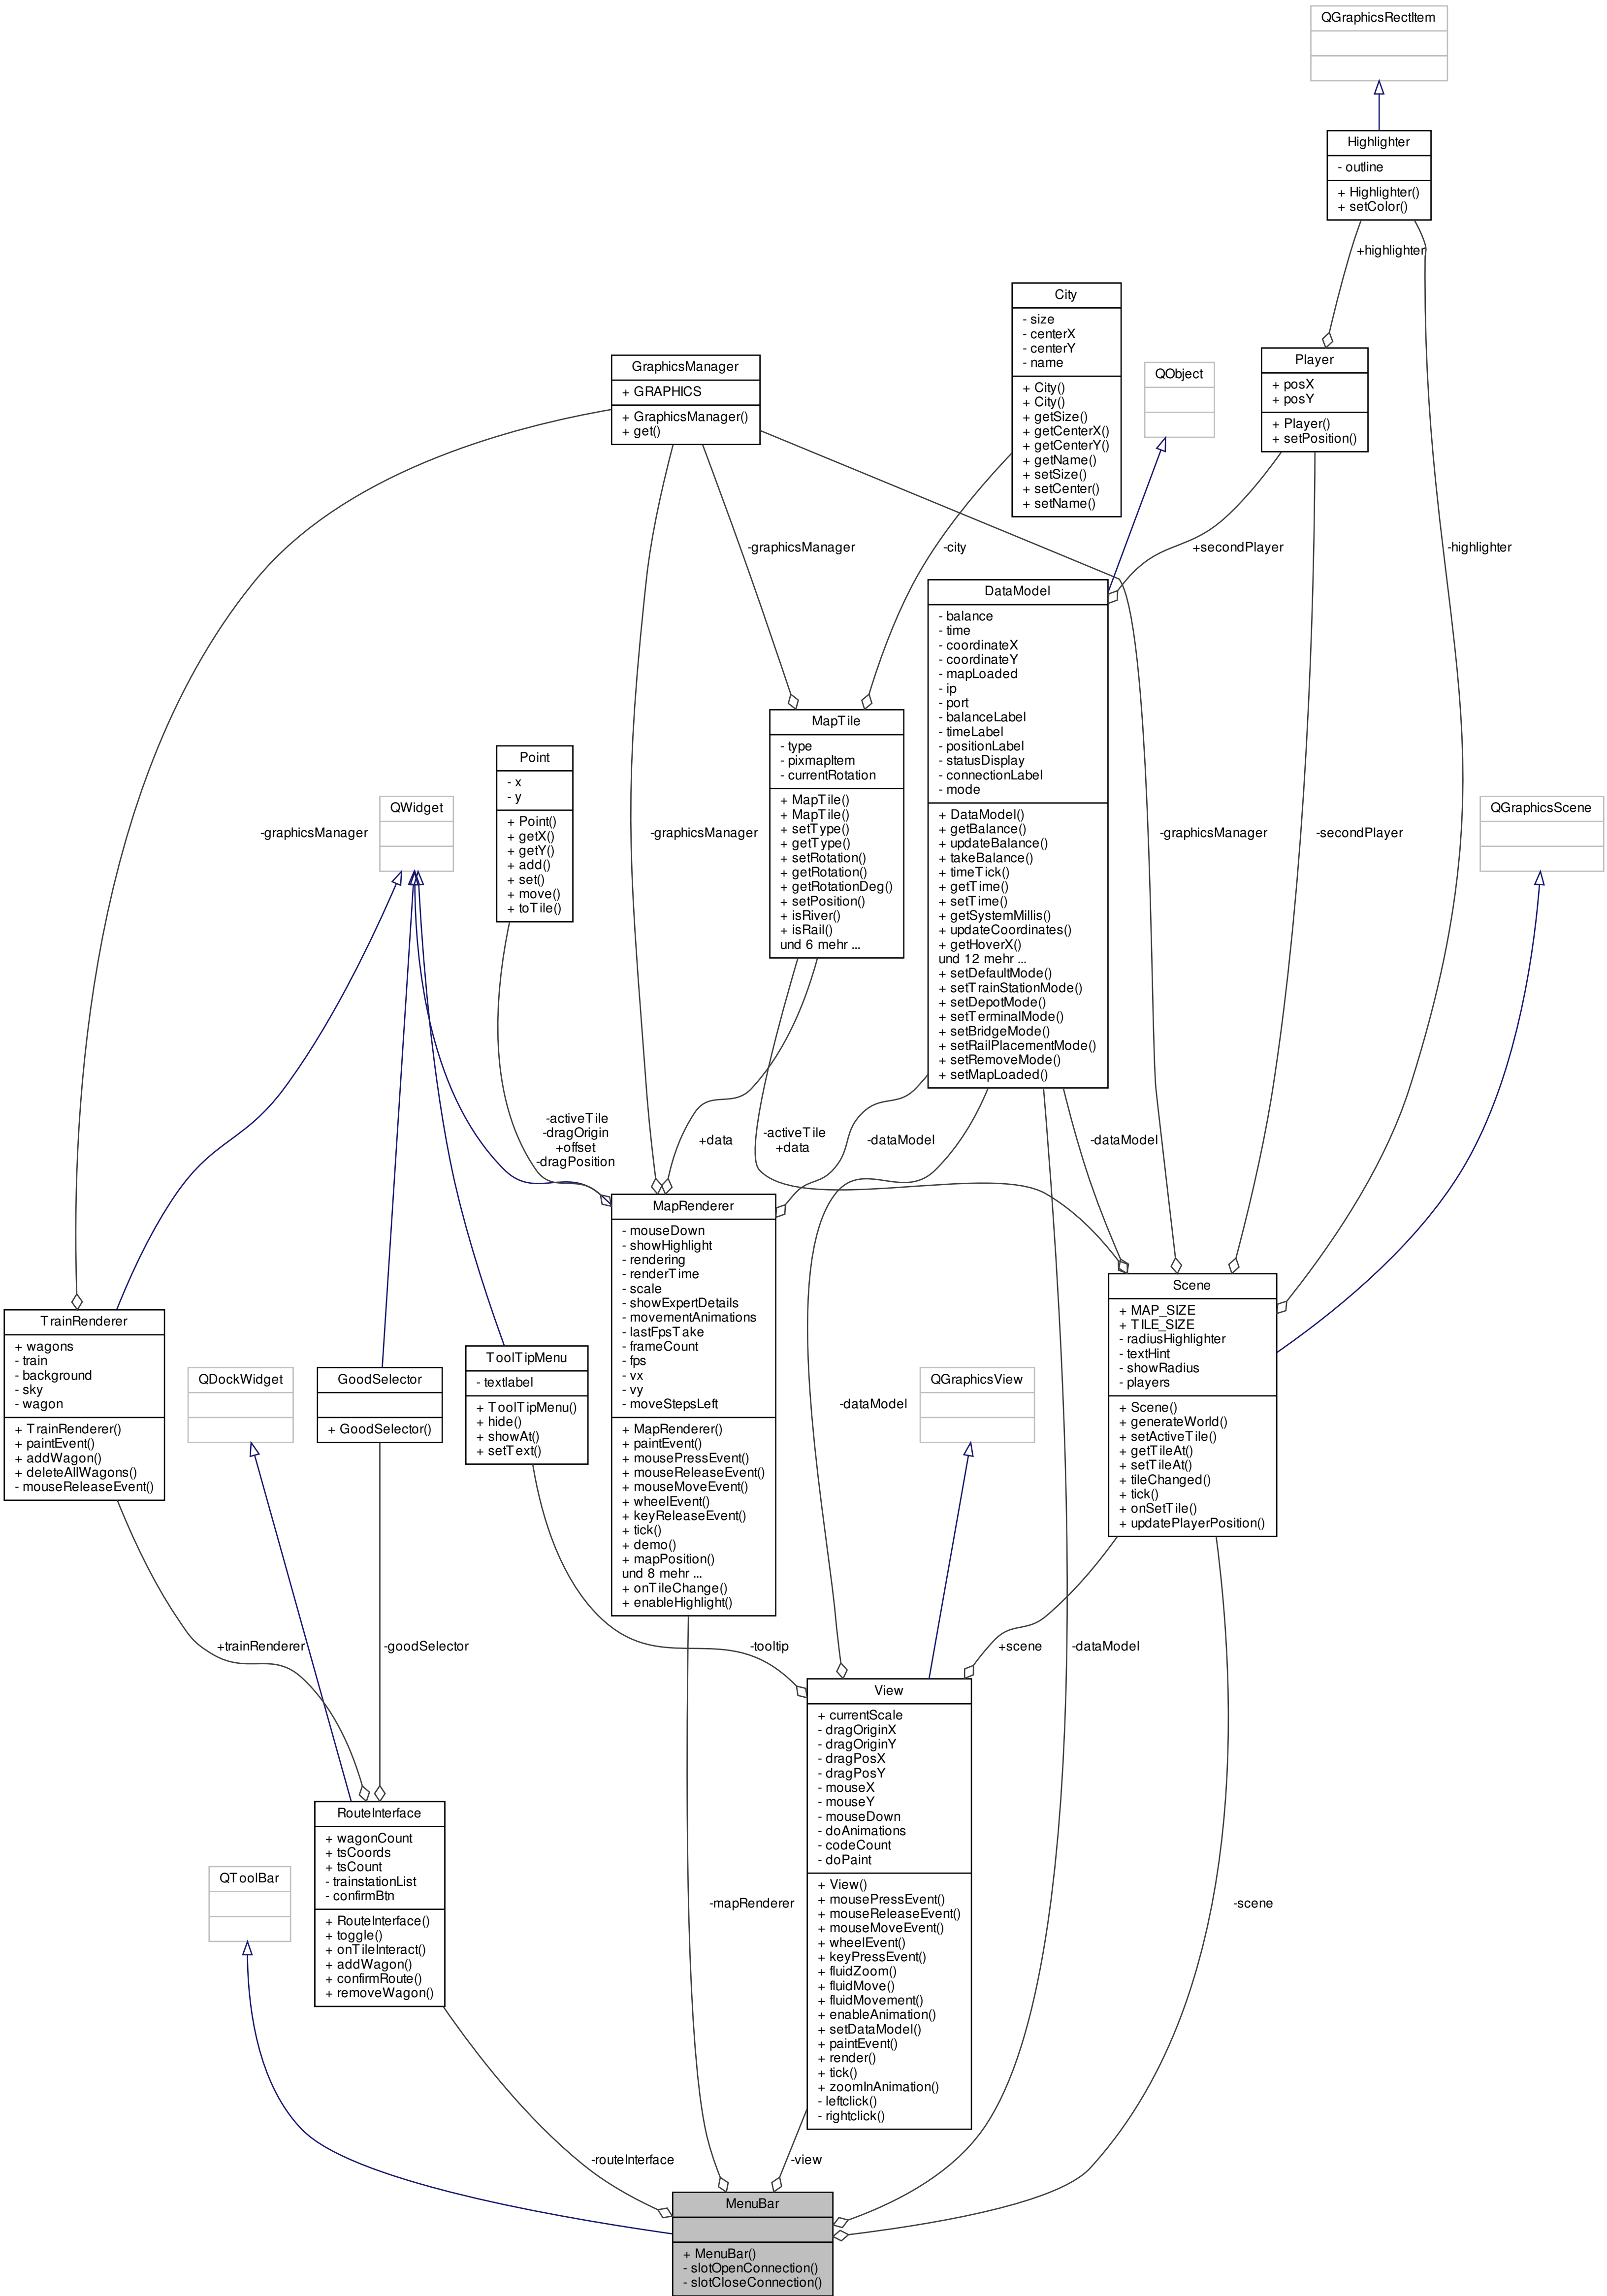 QGraphicsRectItem
Highlighter
- outline
+ Highlighter()
+ setColor()
+highlighter
City
- size
- centerX
- centerY
- name
+ City()
+ City()
+ getSize()
+ getCenterX()
+ getCenterY()
+ getName()
+ setSize()
+ setCenter()
+ setName()
Player
+ posX
+ posY
+ Player()
+ setPosition()
GraphicsManager
+ GRAPHICS
+ GraphicsManager()
+ get()
QObject
-graphicsManager
-city
+secondPlayer
-highlighter
DataModel
- balance
- time
- coordinateX
- coordinateY
- mapLoaded
- ip
- port
- balanceLabel
- timeLabel
- positionLabel
- statusDisplay
- connectionLabel
- mode
+ DataModel()
+ getBalance()
+ updateBalance()
+ takeBalance()
+ timeTick()
+ getTime()
+ setTime()
+ getSystemMillis()
+ updateCoordinates()
+ getHoverX()
und 12 mehr ...
+ setDefaultMode()
+ setTrainStationMode()
+ setDepotMode()
+ setTerminalMode()
+ setBridgeMode()
+ setRailPlacementMode()
+ setRemoveMode()
+ setMapLoaded()
MapTile
- type
- pixmapItem
- currentRotation
+ MapTile()
+ MapTile()
+ setType()
+ getType()
+ setRotation()
+ getRotation()
+ getRotationDeg()
+ setPosition()
+ isRiver()
+ isRail()
und 6 mehr ...
Point
- x
- y
+ Point()
+ getX()
+ getY()
+ add()
+ set()
+ move()
+ toTile()
QWidget
QGraphicsScene
-graphicsManager
-graphicsManager
-graphicsManager
-secondPlayer
-activeTile
-dragOrigin
+offset
-dragPosition
+data
-activeTile
+data
-dataModel
-dataModel
MapRenderer
- mouseDown
- showHighlight
- rendering
- renderTime
- scale
- showExpertDetails
- movementAnimations
- lastFpsTake
- frameCount
- fps
- vx
- vy
- moveStepsLeft
+ MapRenderer()
+ paintEvent()
+ mousePressEvent()
+ mouseReleaseEvent()
+ mouseMoveEvent()
+ wheelEvent()
+ keyReleaseEvent()
+ tick()
+ demo()
+ mapPosition()
und 8 mehr ...
+ onTileChange()
+ enableHighlight()
Scene
+ MAP_SIZE
+ TILE_SIZE
- radiusHighlighter
- textHint
- showRadius
- players
+ Scene()
+ generateWorld()
+ setActiveTile()
+ getTileAt()
+ setTileAt()
+ tileChanged()
+ tick()
+ onSetTile()
+ updatePlayerPosition()
TrainRenderer
+ wagons
- train
- background
- sky
- wagon
+ TrainRenderer()
+ paintEvent()
+ addWagon()
+ deleteAllWagons()
- mouseReleaseEvent()
QDockWidget
GoodSelector
+ GoodSelector()
ToolTipMenu
- textlabel
+ ToolTipMenu()
+ hide()
+ showAt()
+ setText()
-dataModel
QGraphicsView
+trainRenderer
-goodSelector
-tooltip
+scene
-dataModel
View
+ currentScale
- dragOriginX
- dragOriginY
- dragPosX
- dragPosY
- mouseX
- mouseY
- mouseDown
- doAnimations
- codeCount
- doPaint
+ View()
+ mousePressEvent()
+ mouseReleaseEvent()
+ mouseMoveEvent()
+ wheelEvent()
+ keyPressEvent()
+ fluidZoom()
+ fluidMove()
+ fluidMovement()
+ enableAnimation()
+ setDataModel()
+ paintEvent()
+ render()
+ tick()
+ zoomInAnimation()
- leftclick()
- rightclick()
RouteInterface
+ wagonCount
+ tsCoords
+ tsCount
- trainstationList
- confirmBtn
+ RouteInterface()
+ toggle()
+ onTileInteract()
+ addWagon()
+ confirmRoute()
+ removeWagon()
QToolBar
-mapRenderer
-scene
-routeInterface
-view
MenuBar
+ MenuBar()
- slotOpenConnection()
- slotCloseConnection()